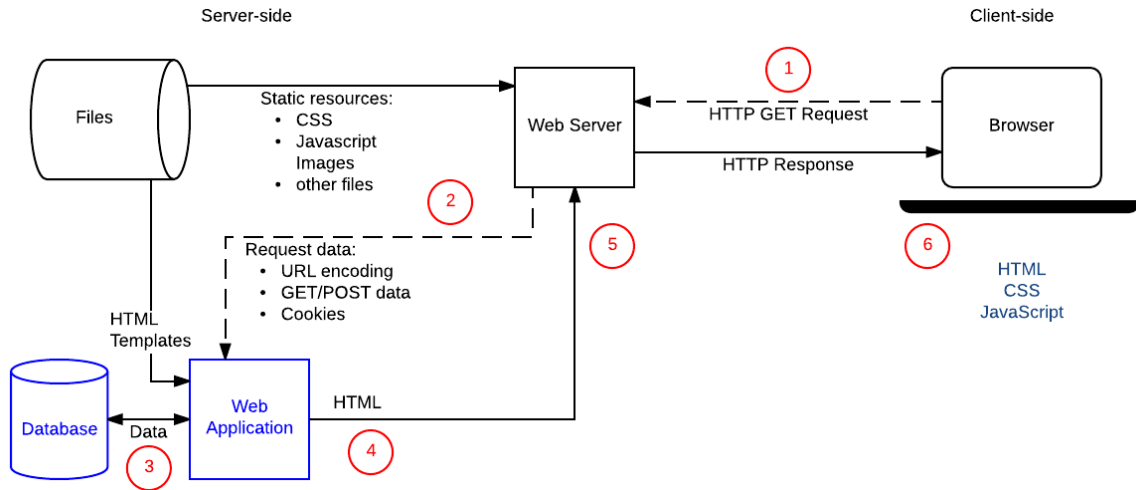 Server-side
Client-side
Files
Static resources:
• CSS
• Javascript
Images
• other files
Web Server
1
HTTP GET Request
HTTP Response
Browser
2
Request data:
• URL encoding
• GET/POST data
• Cookies
5
6
HTML
CSS
JavaScript
HTML
Templates
Database
Data
3
Web
Application
HTML
4